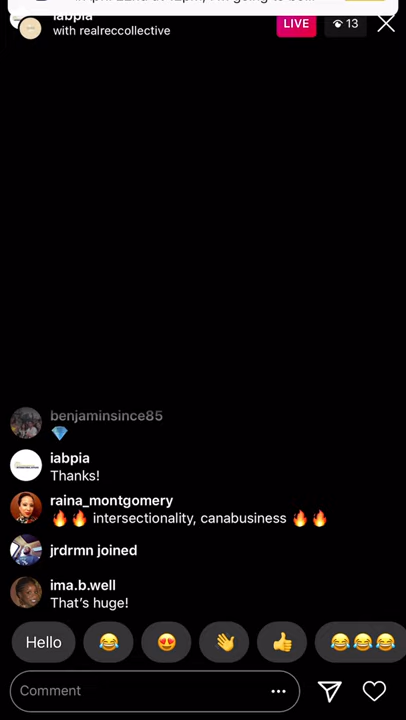 iabpia
with realreccollective
LIVE
13
benjaminsince85
💎
iabpia
Thanks!
raina_montgomery
🔥🔥 intersectionality, canabusiness 🔥🔥
jrdrmn joined
ima.b.well
That's huge!
Hello 😂 😍 👋 👍 😂😂😂
Comment